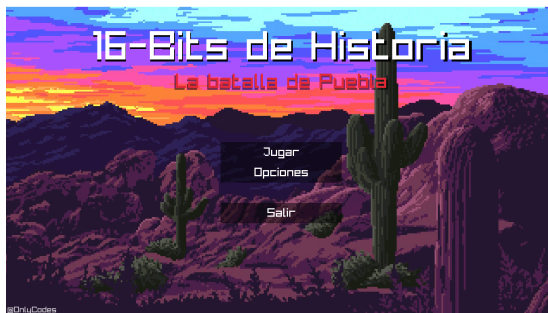 16-Bits de Historia
La batalla de Puebla
Jugar
Opciones
Salir
@OnlyCodes